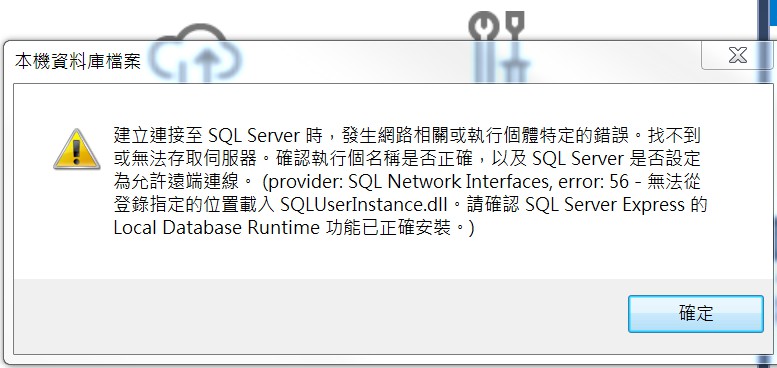 本機資料庫檔案
建立連接至 SQL Server 時，發生網路相關或執行個體特定的錯誤。找不到
或無法存取伺服器。確認執行個名稱是否正確，以及 SQL Server 是否設定
為允許遠端連線。 (provider: SQL Network Interfaces, error: 56 - 無法從
登錄指定的位置載入 SQLUserInstance.dll。請確認 SQL Server Express 的
Local Database Runtime 功能已正確安裝。)
確定